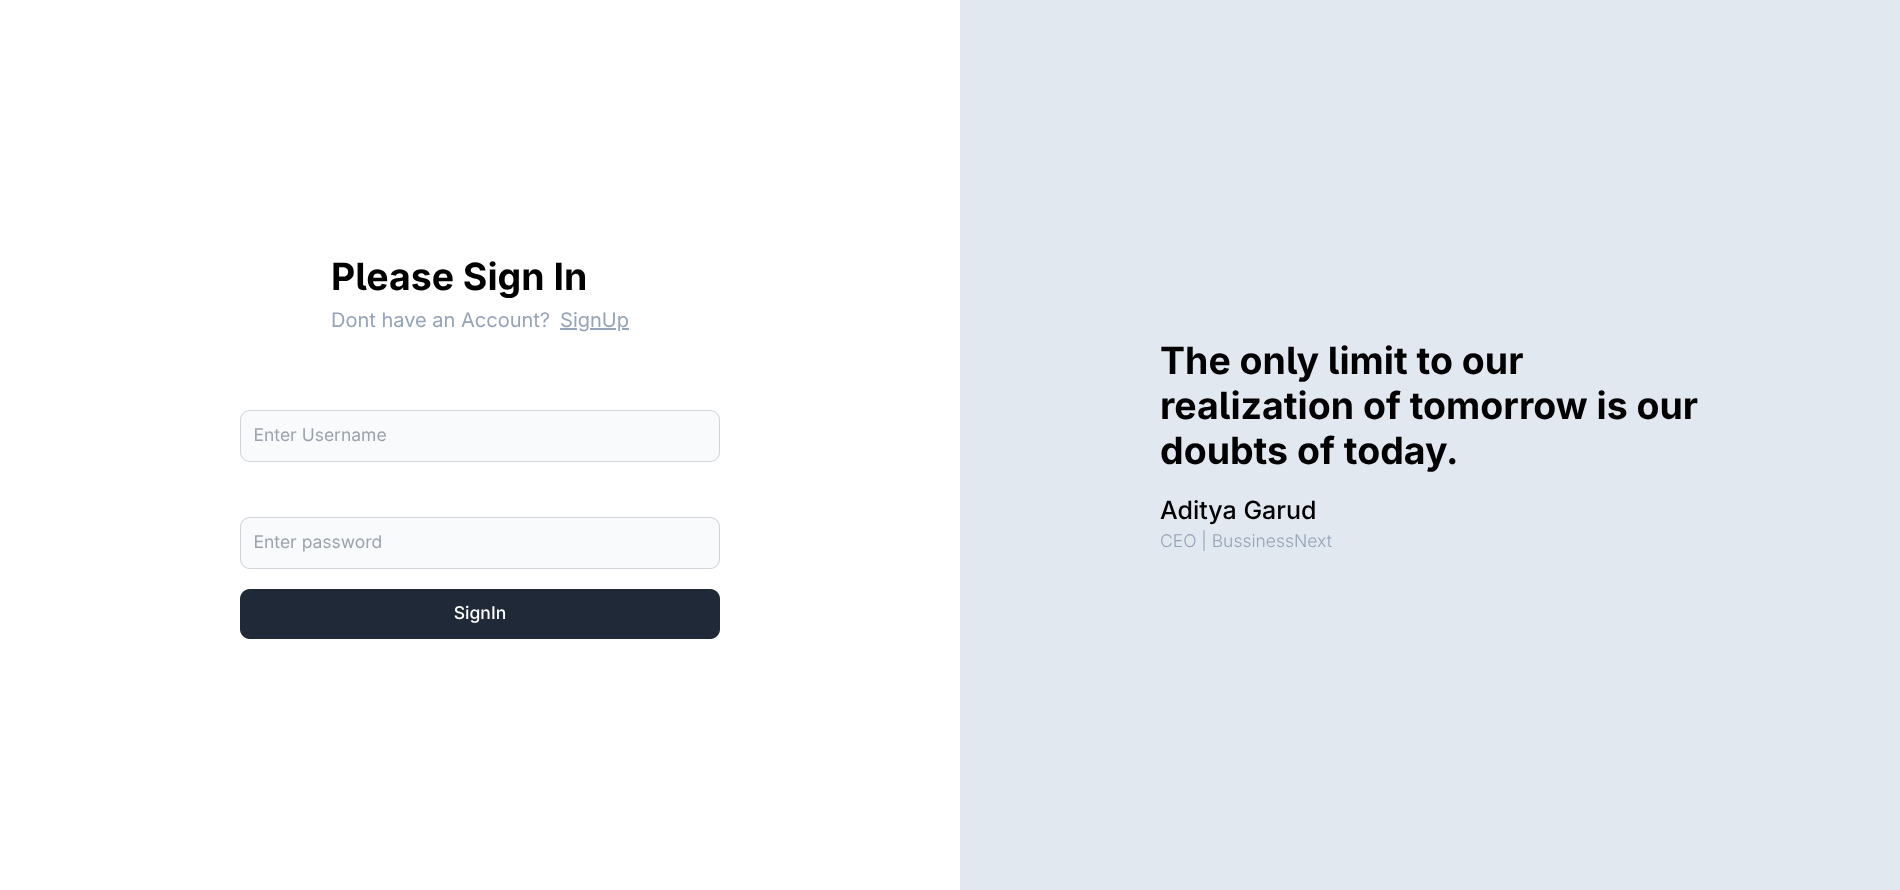 Please Sign In
Dont have an Account? SignUp
Enter Username
Enter password
SignIn
The only limit to our
realization of tomorrow is our
doubts of today.
Aditya Garud
CEO | BussinessNext